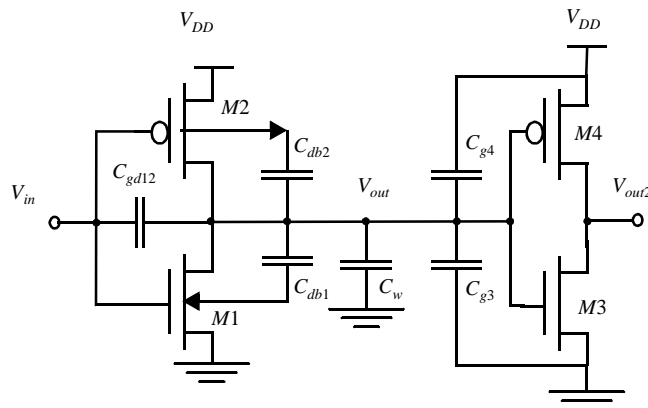 V_DD
V_DD
M2
M4
C_db2
C_g4
C_gd12
V_in
V_out
V_out2
C_db1
C_w
C_g3
M3
M1